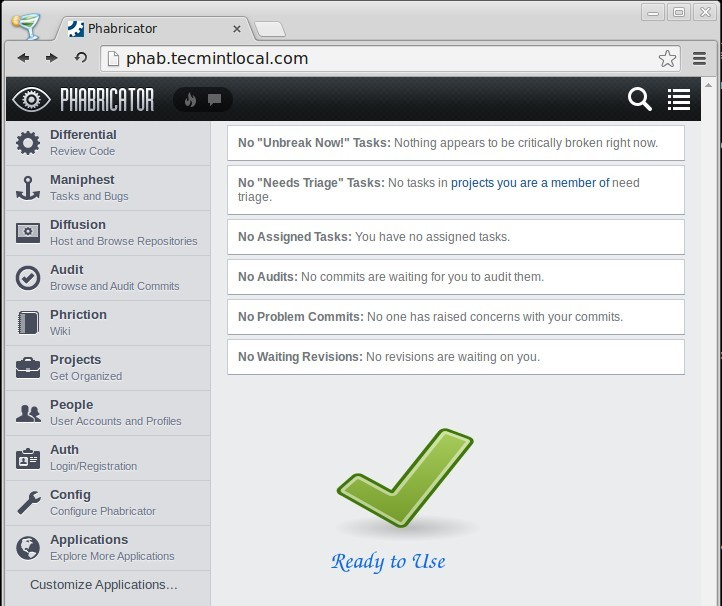 Phabricator
phab.tecmintlocal.com
PHABRICATOR
Differential
Review Code
Maniphest
Tasks and Bugs
Diffusion
Host and Browse Repositories
Audit
Browse and Audit Commits
Phriction
Wiki
Projects
Get Organized
People
User Accounts and Profiles
Auth
Login/Registration
Config
Configure Phabricator
Applications
Explore More Applications
Customize Applications...
No "Unbreak Now!" Tasks: Nothing appears to be critically broken right now.
No "Needs Triage" Tasks: No tasks in projects you are a member of need
triage.
No Assigned Tasks: You have no assigned tasks.
No Audits: No commits are waiting for you to audit them.
No Problem Commits: No one has raised concerns with your commits.
No Waiting Revisions: No revisions are waiting on you.
Ready to Use